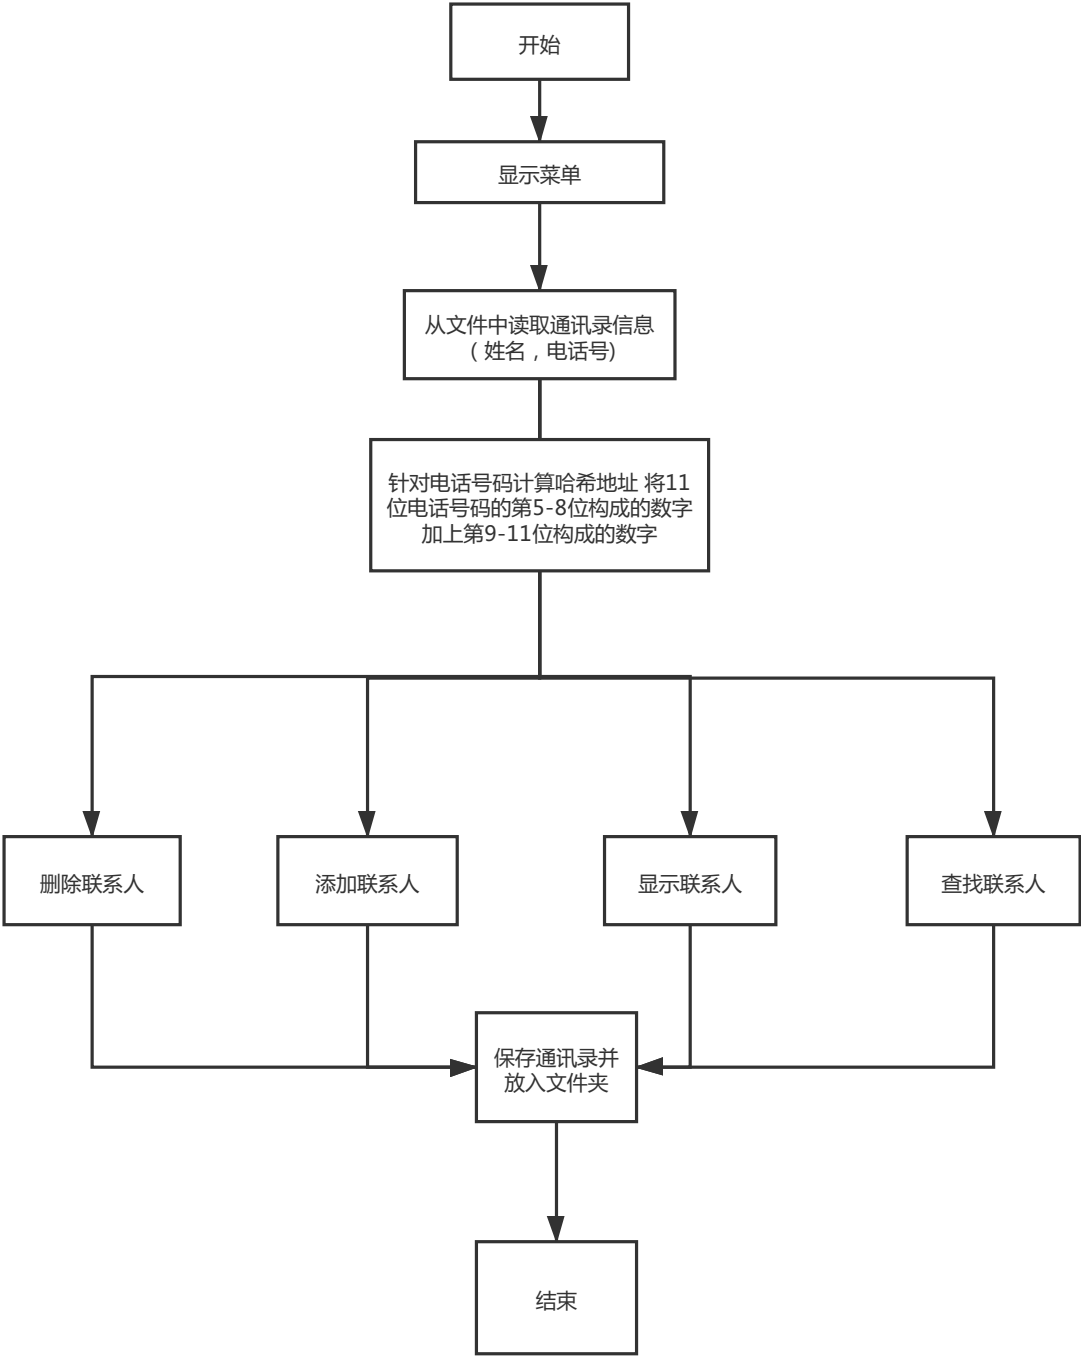 开始
显示菜单
从文件中读取通讯录信息
(姓名，电话号)
针对电话号码计算哈希地址 将11
位电话号码的第5-8位构成的数字
加上第9-11位构成的数字
删除联系人
添加联系人
显示联系人
查找联系人
保存通讯录并
放入文件夹
结束